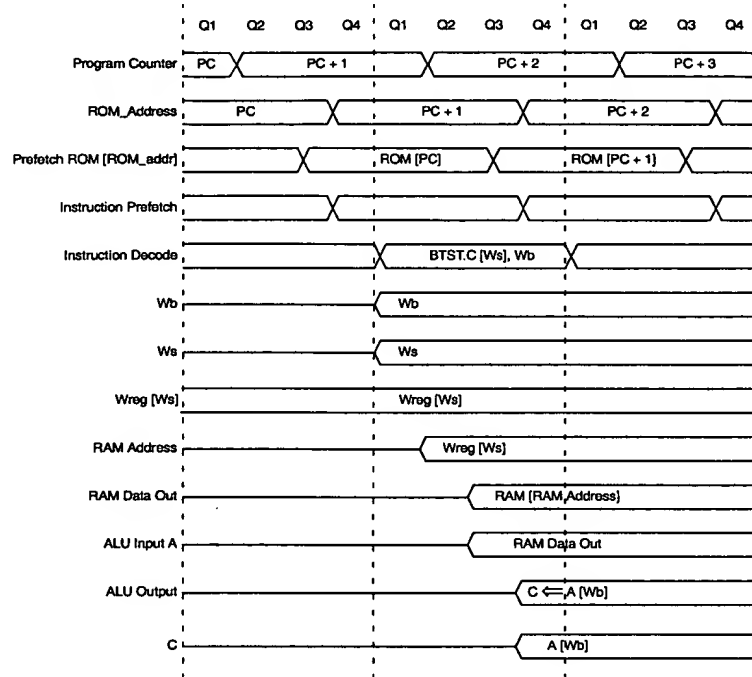 Q1 Q2 Q3 Q4 Q1 Q2 Q3 Q4 Q1 Q2 Q3 Q4
Program Counter PC PC + 1 PC + 2 PC + 3
ROM_Address PC PC + 1 PC + 2
Prefetch ROM [ROM_addr] ROM [PC] ROM [PC + 1}
Instruction Prefetch
Instruction Decode BTST.C [Ws], Wb
Wb Wb
Ws Ws
Wreg [Ws] Wreg [Ws]
RAM Address Wreg [Ws]
RAM Data Out RAM [RAM Address}
ALU Input A RAM Data Out
ALU Output C ⇐ A [Wb]
C A [Wb]